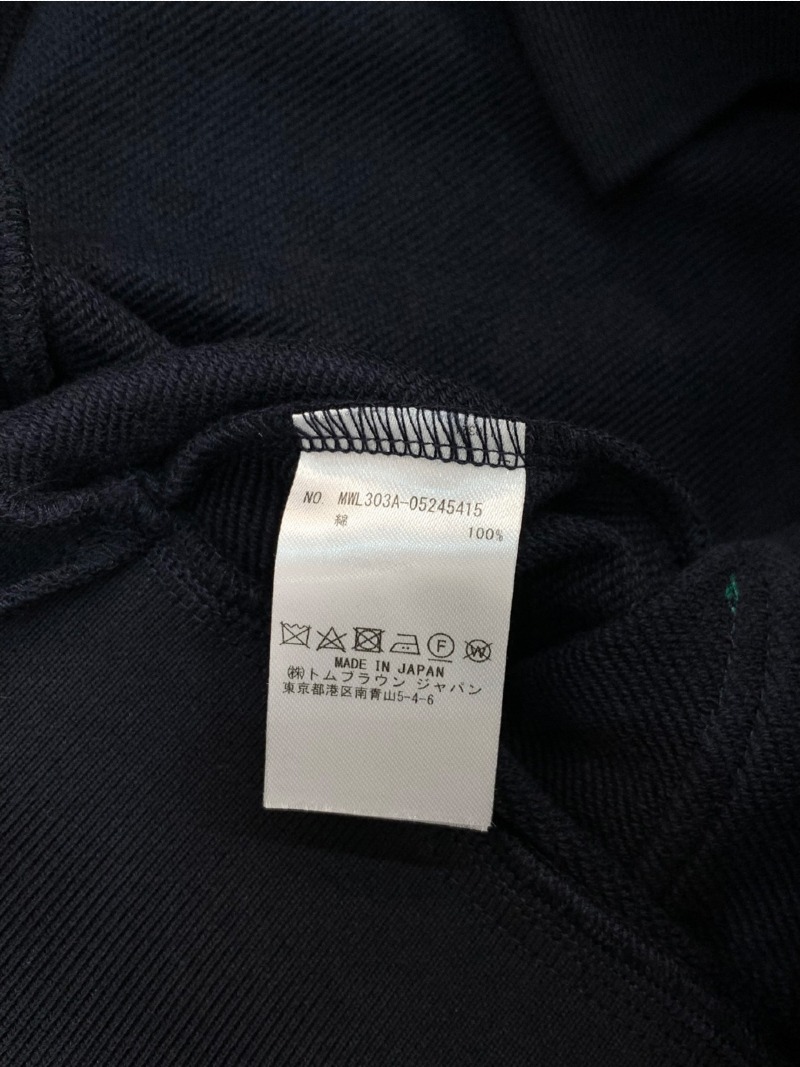 NO. MWL303A-05245415
綿 100%
F W
MADE IN JAPAN
㈱トムブラウン ジャパン
東京都港区南青山5-4-6